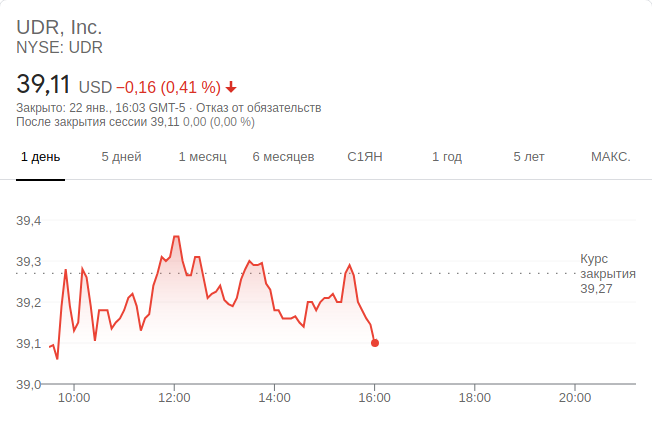 UDR, Inc.
NYSE: UDR
39,11 USD −0,16 (0,41 %)
Закрыто: 22 янв., 16:03 GMT-5 · Отказ от обязательств
После закрытия сессии 39,11 0,00 (0,00 %)
1 день 5 дней 1 месяц 6 месяцев С1ЯН 1 год 5 лет МАКС.
39,4
39,3
39,2
39,1
39,0
Курс
закрытия
39,27
10:00 12:00 14:00 16:00 18:00 20:00